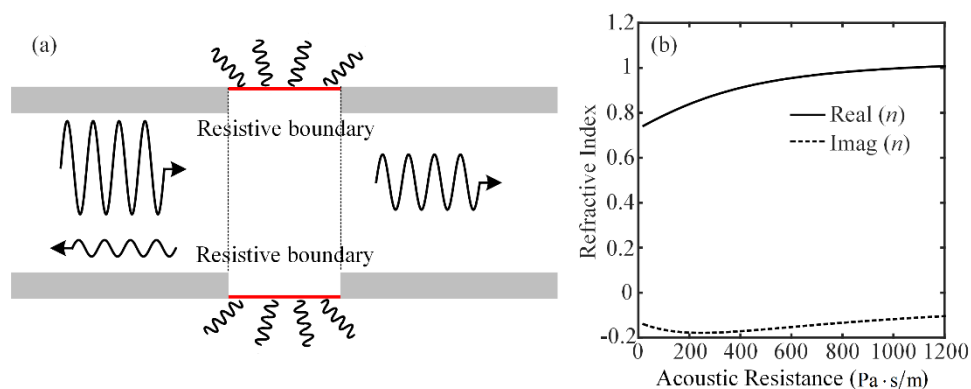 (a)
Resistive boundary
Resistive boundary
(b)
1.2
1
0.8
0.6
0.4
0.2
0
-0.2
Refractive Index
Real (n)
Imag (n)
0 200 400 600 800 1000 1200
Acoustic Resistance (Pa·s/m)